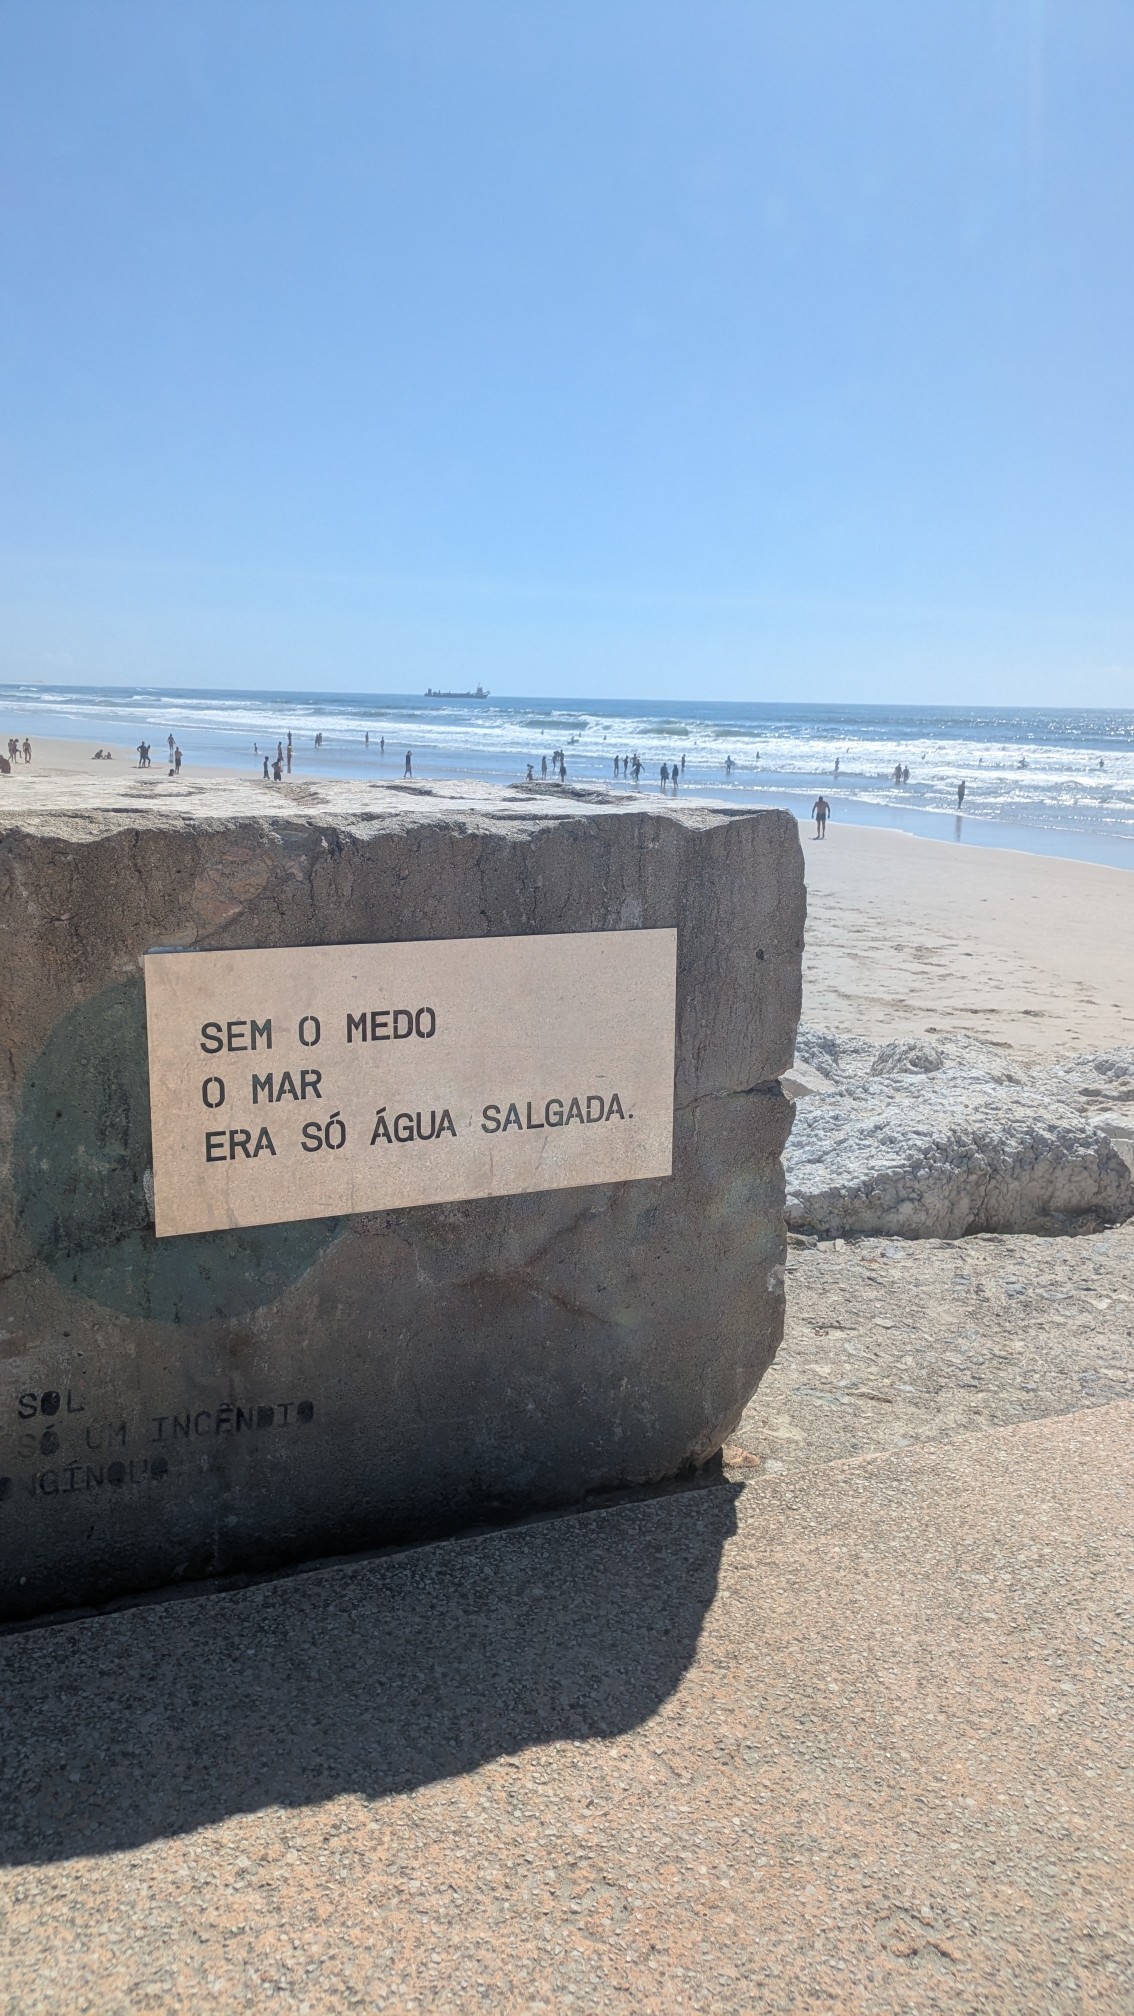 SEM O MEDO
O MAR
ERA SÓ ÁGUA SALGADA.
SOL
SÓ UM INCÊNDIO